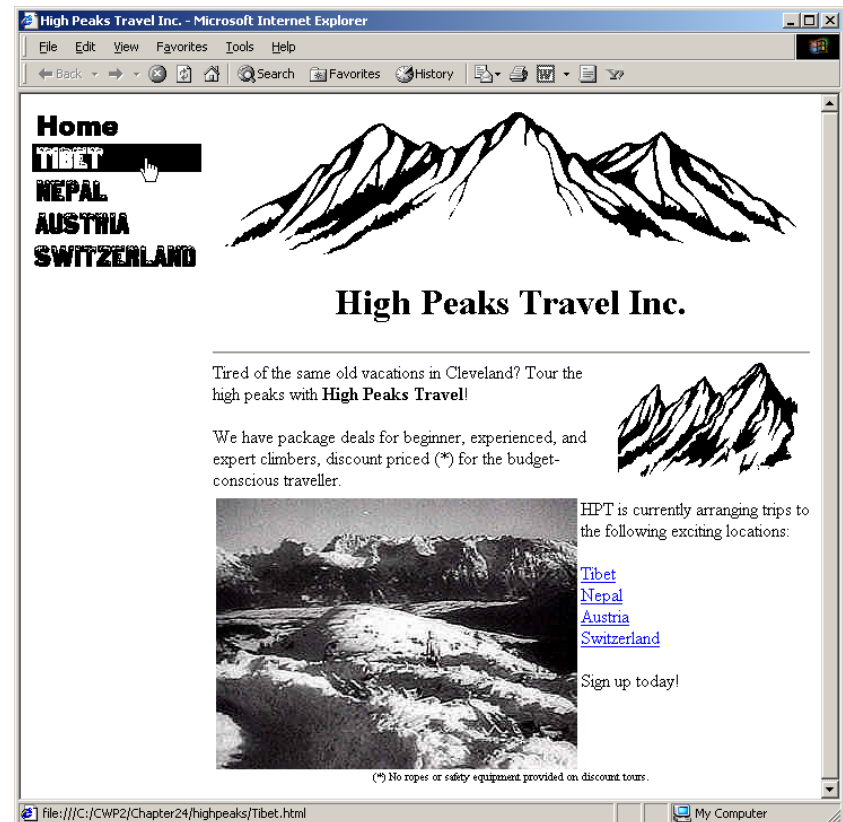 High Peaks Travel Inc. - Microsoft Internet Explorer
File Edit View Favorites Tools Help
Back Search Favorites History
Home
TIBET
NEPAL
AUSTRIA
SWITZERLAND
High Peaks Travel Inc.
Tired of the same old vacations in Cleveland? Tour the
high peaks with High Peaks Travel!
We have package deals for beginner, experienced, and
expert climbers, discount priced (*) for the budget-
conscious traveller.
HPT is currently arranging trips to
the following exciting locations:
Tibet
Nepal
Austria
Switzerland
Sign up today!
(*) No ropes or safety equipment provided on discount tours.
file:///C:/CWP2/Chapter24/highpeaks/Tibet.html My Computer